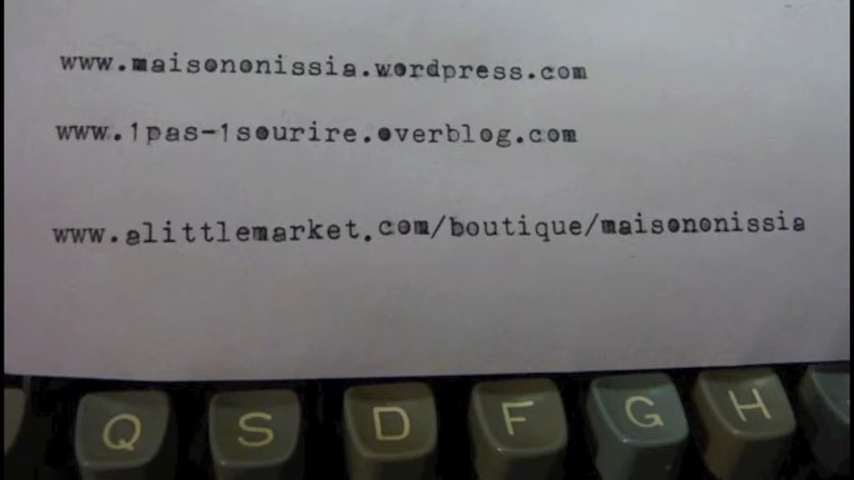 www.maisononissia.wordpress.com
www.1pas-1sourire.overblog.com
www.alittlemarket.com/boutique/maisononissia
Q S D F G H